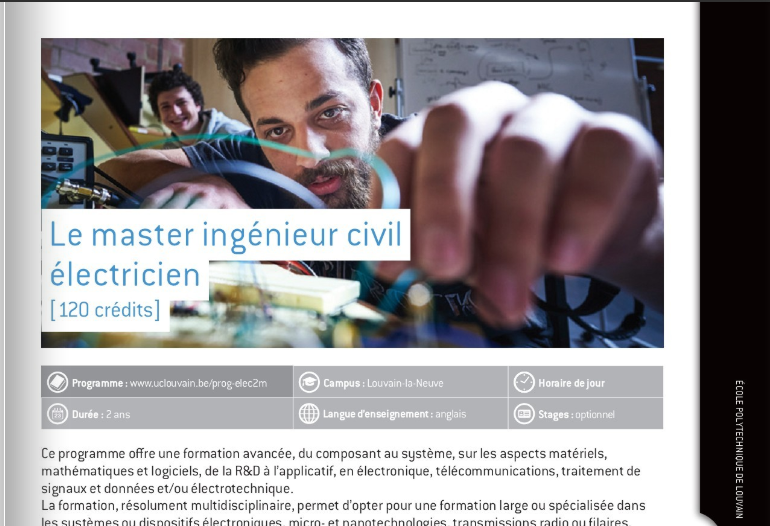 Le master ingénieur civil
électricien
[120 crédits]
Programme : www.uclouvain.be/prog-elec2m
Campus : Louvain-la-Neuve
Horaire de jour
Durée : 2 ans
Langue d'enseignement : anglais
Stages : optionnel
Ce programme offre une formation avancée, du composant au système, sur les aspects matériels,
mathématiques et logiciels, de la R&D à l'applicatif, en électronique, télécommunications, traitement de
signaux et données et/ou électrotechnique.
La formation, résolument multidisciplinaire, permet d'opter pour une formation large ou spécialisée dans
les systèmes ou dispositifs électroniques, micro- et nanotechnologies, transmissions radio ou filaires,
ÉCOLE POLYTECHNIQUE DE LOUVAIN